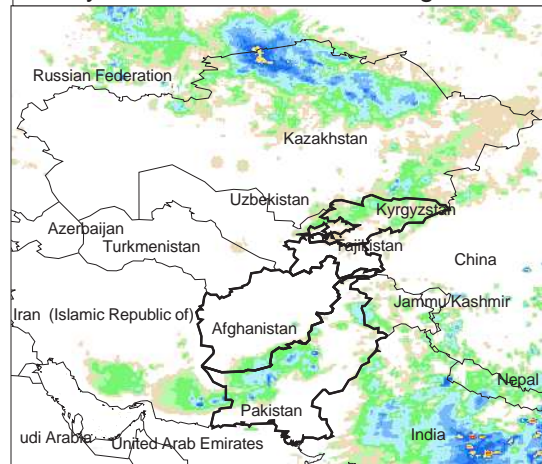 Russian Federation
Kazakhstan
Uzbekistan
Kyrgyzstan
Azerbaijan
Turkmenistan
Tajikistan
China
Iran (Islamic Republic of)
Jammu/Kashmir
Afghanistan
Nepal
Pakistan
India
udi Arabia
United Arab Emirates